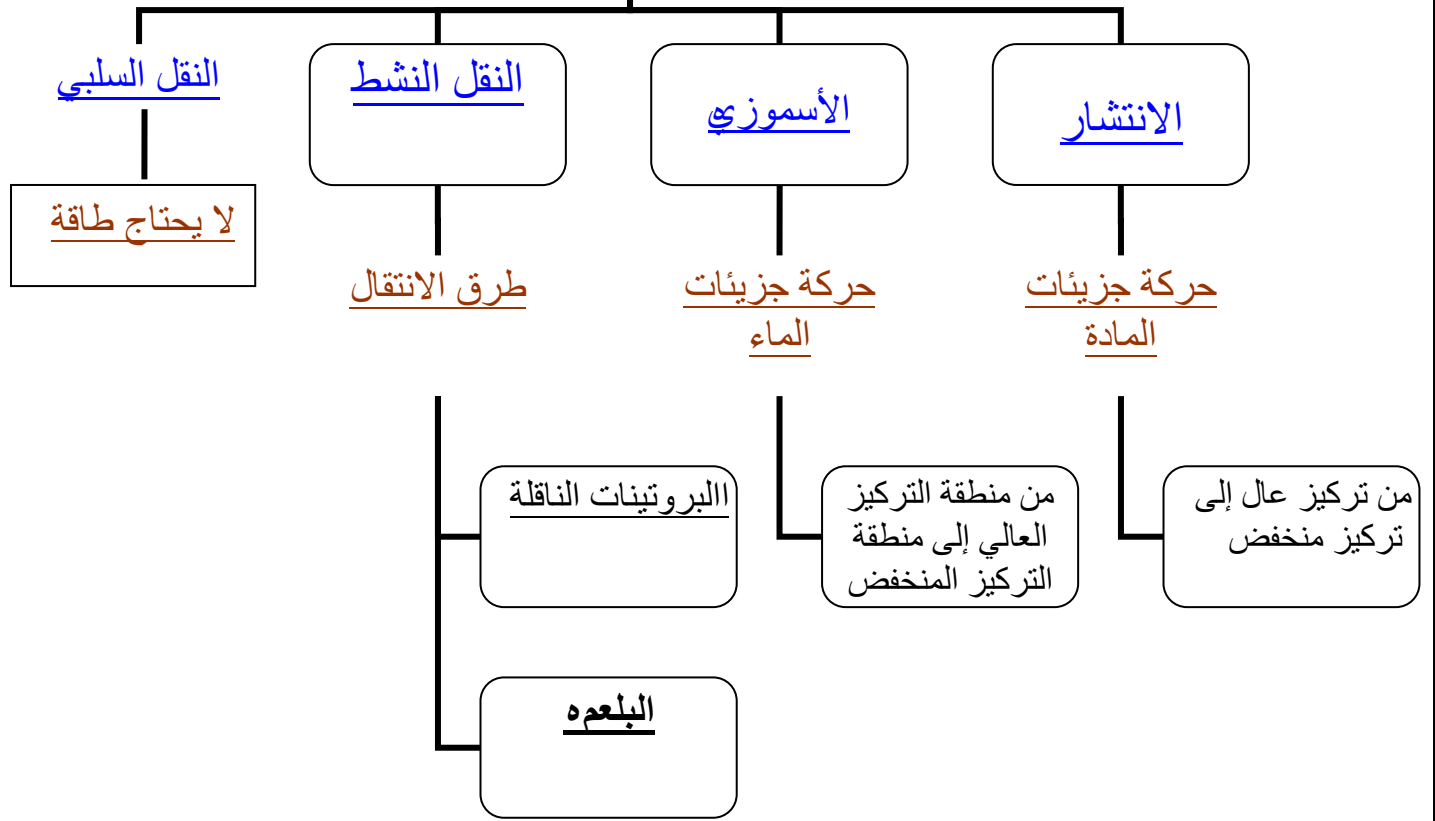 الانتشار
الأسموزي
النقل النشط
النقل السلبي
لا يحتاج طاقة
حركة جزيئات
المادة
حركة جزيئات
الماء
طرق الانتقال
من تركيز عال إلى
تركيز منخفض
من منطقة التركيز
العالي إلى منطقة
التركيز المنخفض
االبروتينات الناقلة
البلعمه